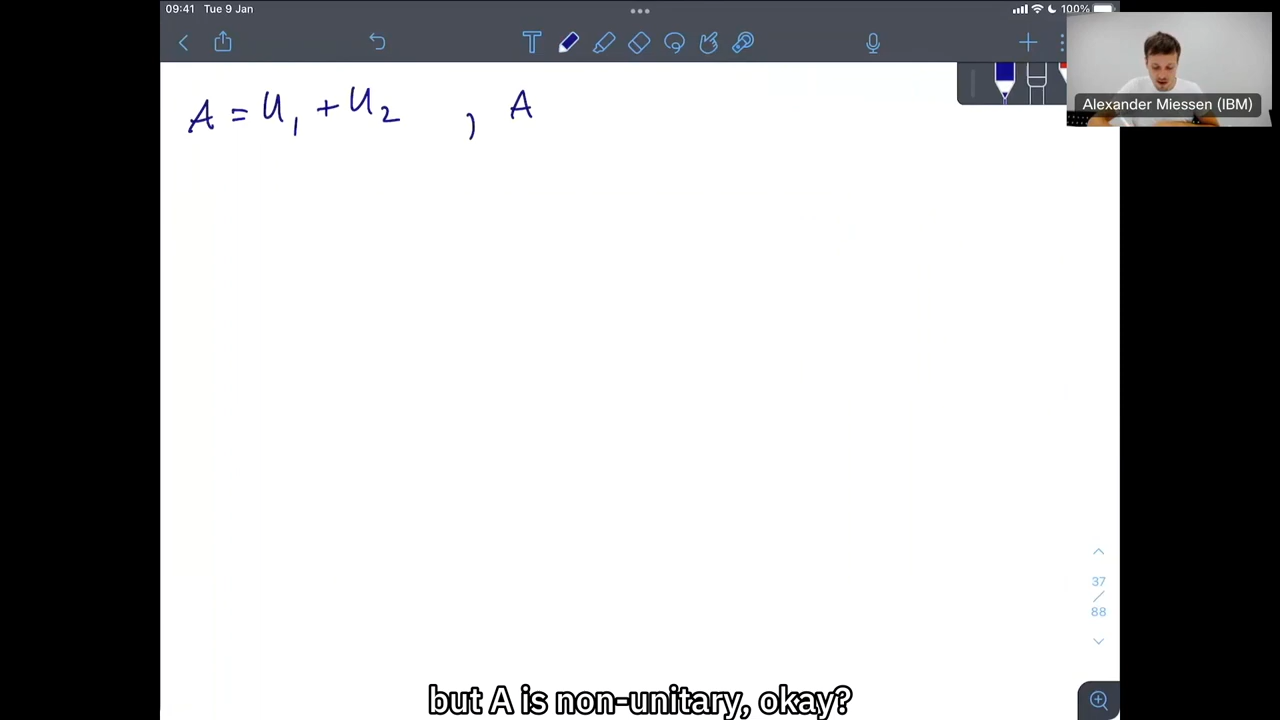 09:41 Tue 9 Jan 100%
T
Alexander Miessen (IBM)
A = U₁ + U₂ , A
37
/
88
but A is non-unitary, okay?